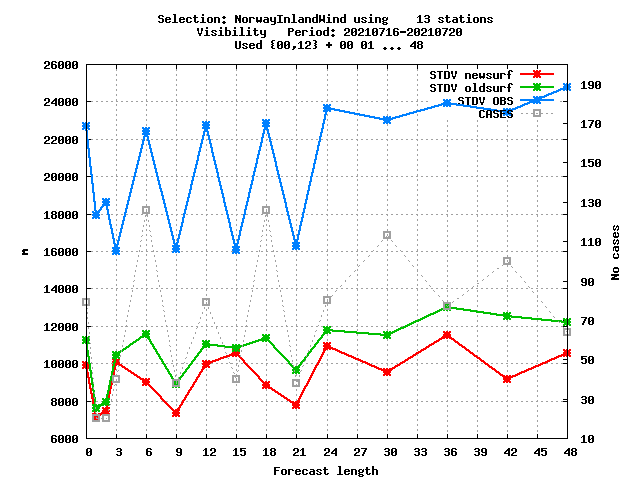 Selection: NorwayInlandWind using    13 stations
Visibility   Period: 20210716-20210720
Used {00,12} + 00 01 ... 48
STDV newsurf
STDV oldsurf
STDV OBS
CASES
26000
24000
22000
20000
18000
16000
14000
12000
10000
8000
6000
m
190
170
150
130
110
90
70
50
30
10
No cases
0 3 6 9 12 15 18 21 24 27 30 33 36 39 42 45 48
Forecast length